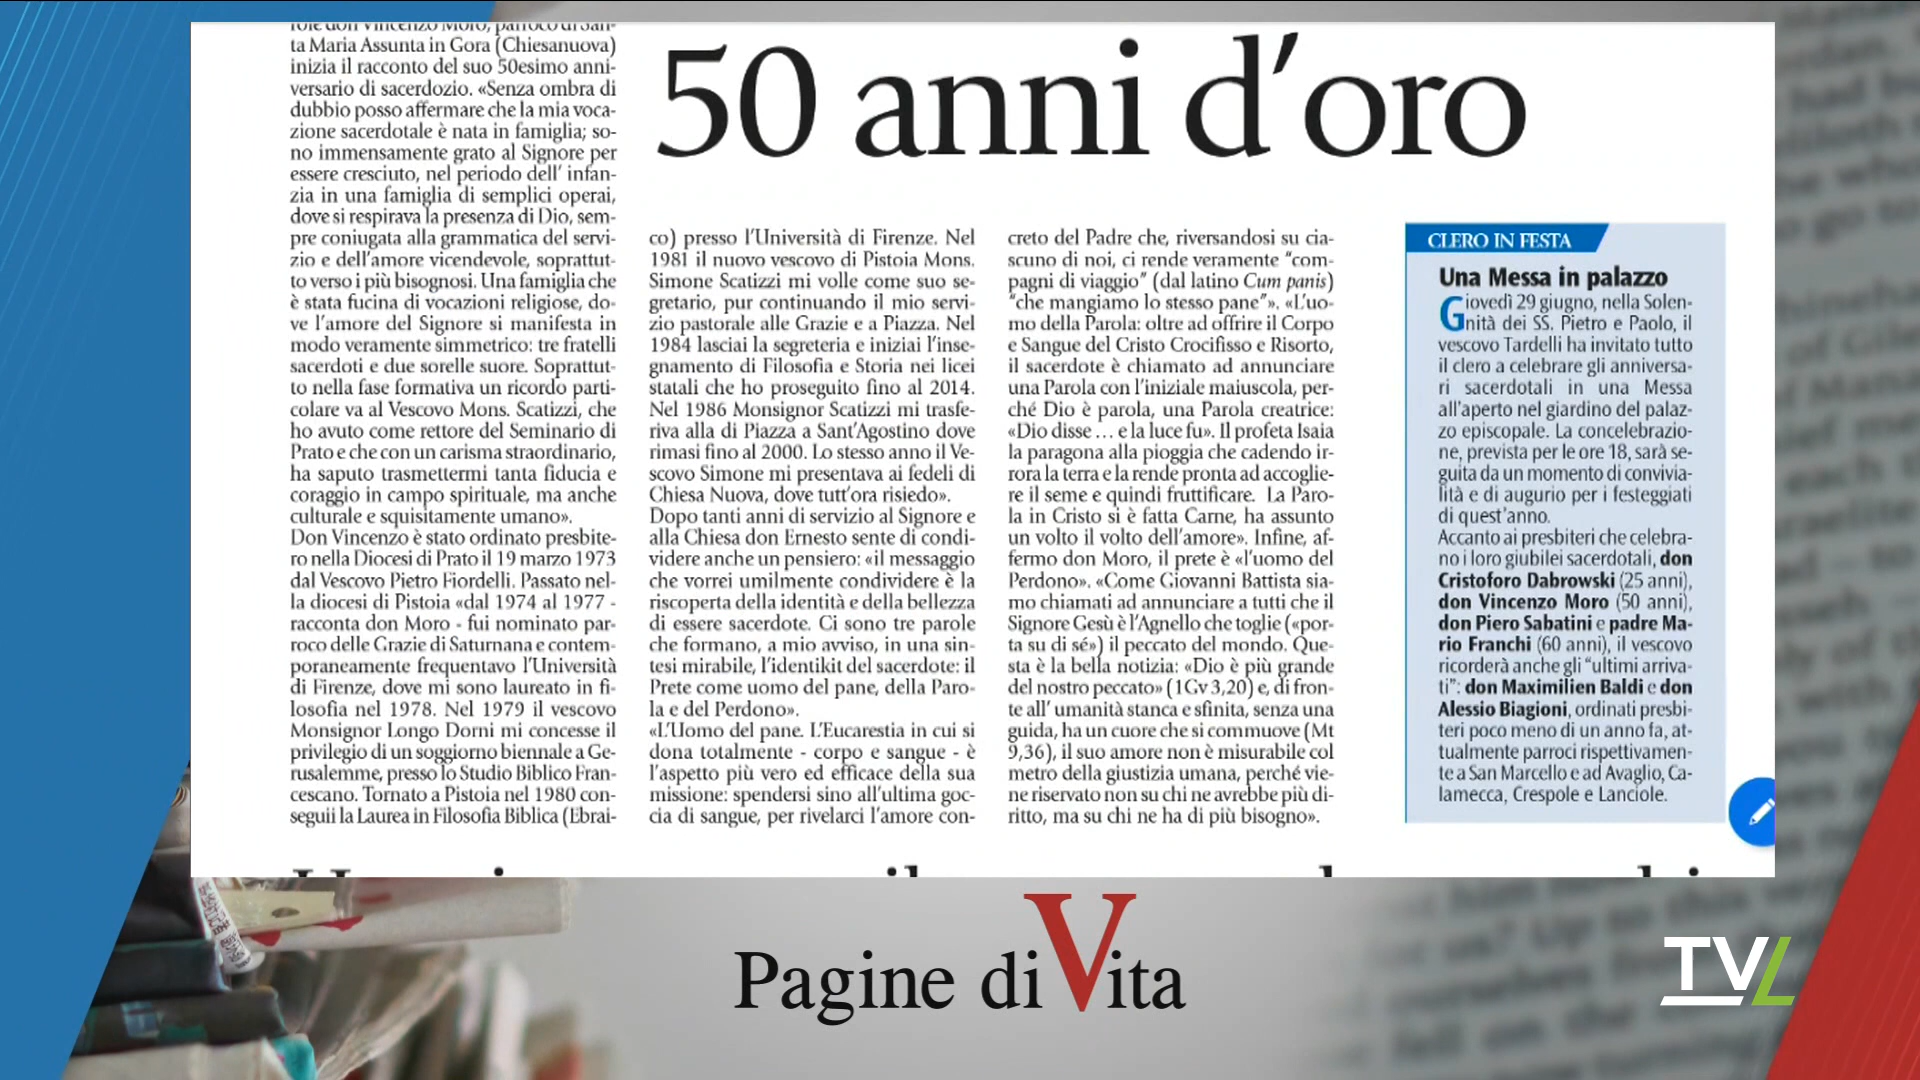 role don Vincenzo Moro, parroco di San-
ta Maria Assunta in Gora (Chiesanuova)
inizia il racconto del suo 50esimo anni-
versario di sacerdozio. «Senza ombra di
dubbio posso affermare che la mia voca-
zione sacerdotale è nata in famiglia; so-
no immensamente grato al Signore per
essere cresciuto, nel periodo dell' infan-
zia in una famiglia di semplici operai,
dove si respirava la presenza di Dio, sem-
pre coniugata alla grammatica del servi-
zio e dell'amore vicendevole, soprattut-
to verso i più bisognosi. Una famiglia che
è stata fucina di vocazioni religiose, do-
ve l'amore del Signore si manifesta in
modo veramente simmetrico: tre fratelli
sacerdoti e due sorelle suore. Soprattut-
to nella fase formativa un ricordo parti-
colare va al Vescovo Mons. Scatizzi, che
ho avuto come rettore del Seminario di
Prato e che con un carisma straordinario,
ha saputo trasmettermi tanta fiducia e
coraggio in campo spirituale, ma anche
culturale e squisitamente umano».
Don Vincenzo è stato ordinato presbite-
ro nella Diocesi di Prato il 19 marzo 1973
dal Vescovo Pietro Fiordelli. Passato nel-
la diocesi di Pistoia «dal 1974 al 1977 -
racconta don Moro - fui nominato par-
roco delle Grazie di Saturnana e contem-
poraneamente frequentavo l'Università
di Firenze, dove mi sono laureato in fi-
losofia nel 1978. Nel 1979 il vescovo
Monsignor Longo Dorni mi concesse il
privilegio di un soggiorno biennale a Ge-
rusalemme, presso lo Studio Biblico Fran-
cescano. Tornato a Pistoia nel 1980 con-
seguii la Laurea in Filosofia Biblica (Ebrai-
50 anni d'oro
co) presso l'Università di Firenze. Nel
1981 il nuovo vescovo di Pistoia Mons.
Simone Scatizzi mi volle come suo se-
gretario, pur continuando il mio servi-
zio pastorale alle Grazie e a Piazza. Nel
1984 lasciai la segreteria e iniziai l'inse-
gnamento di Filosofia e Storia nei licei
statali che ho proseguito fino al 2014.
Nel 1986 Monsignor Scatizzi mi trasfe-
riva alla di Piazza a Sant'Agostino dove
rimasi fino al 2000. Lo stesso anno il Ve-
scovo Simone mi presentava ai fedeli di
Chiesa Nuova, dove tutt'ora risiedo».
Dopo tanti anni di servizio al Signore e
alla Chiesa don Ernesto sente di condi-
videre anche un pensiero: «il messaggio
che vorrei umilmente condividere è la
riscoperta della identità e della bellezza
di essere sacerdote. Ci sono tre parole
che formano, a mio avviso, in una sin-
tesi mirabile, l'identikit del sacerdote: il
Prete come uomo del pane, della Paro-
la e del Perdono».
«L'Uomo del pane. L'Eucarestia in cui si
dona totalmente - corpo e sangue - è
l'aspetto più vero ed efficace della sua
missione: spendersi sino all'ultima goc-
cia di sangue, per rivelarci l'amore con-
creto del Padre che, riversandosi su cia-
scuno di noi, ci rende veramente "com-
pagni di viaggio" (dal latino Cum panis)
"che mangiamo lo stesso pane"». «L'uo-
mo della Parola: oltre ad offrire il Corpo
e Sangue del Cristo Crocifisso e Risorto,
il sacerdote è chiamato ad annunciare
una Parola con l'iniziale maiuscola, per-
ché Dio è parola, una Parola creatrice:
«Dio disse ... e la luce fu». Il profeta Isaia
la paragona alla pioggia che cadendo ir-
rora la terra e la rende pronta ad accoglie-
re il seme e quindi fruttificare. La Paro-
la in Cristo si è fatta Carne, ha assunto
un volto il volto dell'amore». Infine, af-
fermo don Moro, il prete è «l'uomo del
Perdono». «Come Giovanni Battista sia-
mo chiamati ad annunciare a tutti che il
Signore Gesù è l'Agnello che toglie («por-
ta su di sé») il peccato del mondo. Que-
sta è la bella notizia: «Dio è più grande
del nostro peccato» (1Gv 3,20) e, di fron-
te all' umanità stanca e sfinita, senza una
guida, ha un cuore che si commuove (Mt
9,36), il suo amore non è misurabile col
metro della giustizia umana, perché vie-
ne riservato non su chi ne avrebbe più di-
ritto, ma su chi ne ha di più bisogno».
CLERO IN FESTA
Una Messa in palazzo
Giovedì 29 giugno, nella Solen-
nità dei SS. Pietro e Paolo, il
vescovo Tardelli ha invitato tutto
il clero a celebrare gli anniversa-
ri sacerdotali in una Messa
all'aperto nel giardino del palaz-
zo episcopale. La concelebrazio-
ne, prevista per le ore 18, sarà se-
guita da un momento di convivia-
lità e di augurio per i festeggiati
di quest'anno.
Accanto ai presbiteri che celebra-
no i loro giubilei sacerdotali, don
Cristoforo Dabrowski (25 anni),
don Vincenzo Moro (50 anni),
don Piero Sabatini e padre Ma-
rio Franchi (60 anni), il vescovo
ricorderà anche gli "ultimi arriva-
ti": don Maximilien Baldi e don
Alessio Biagioni, ordinati presbi-
teri poco meno di un anno fa, at-
tualmente parroci rispettivamen-
te a San Marcello e ad Avaglio, Ca-
lamecca, Crespole e Lanciole.
Pagine di Vita
TVL